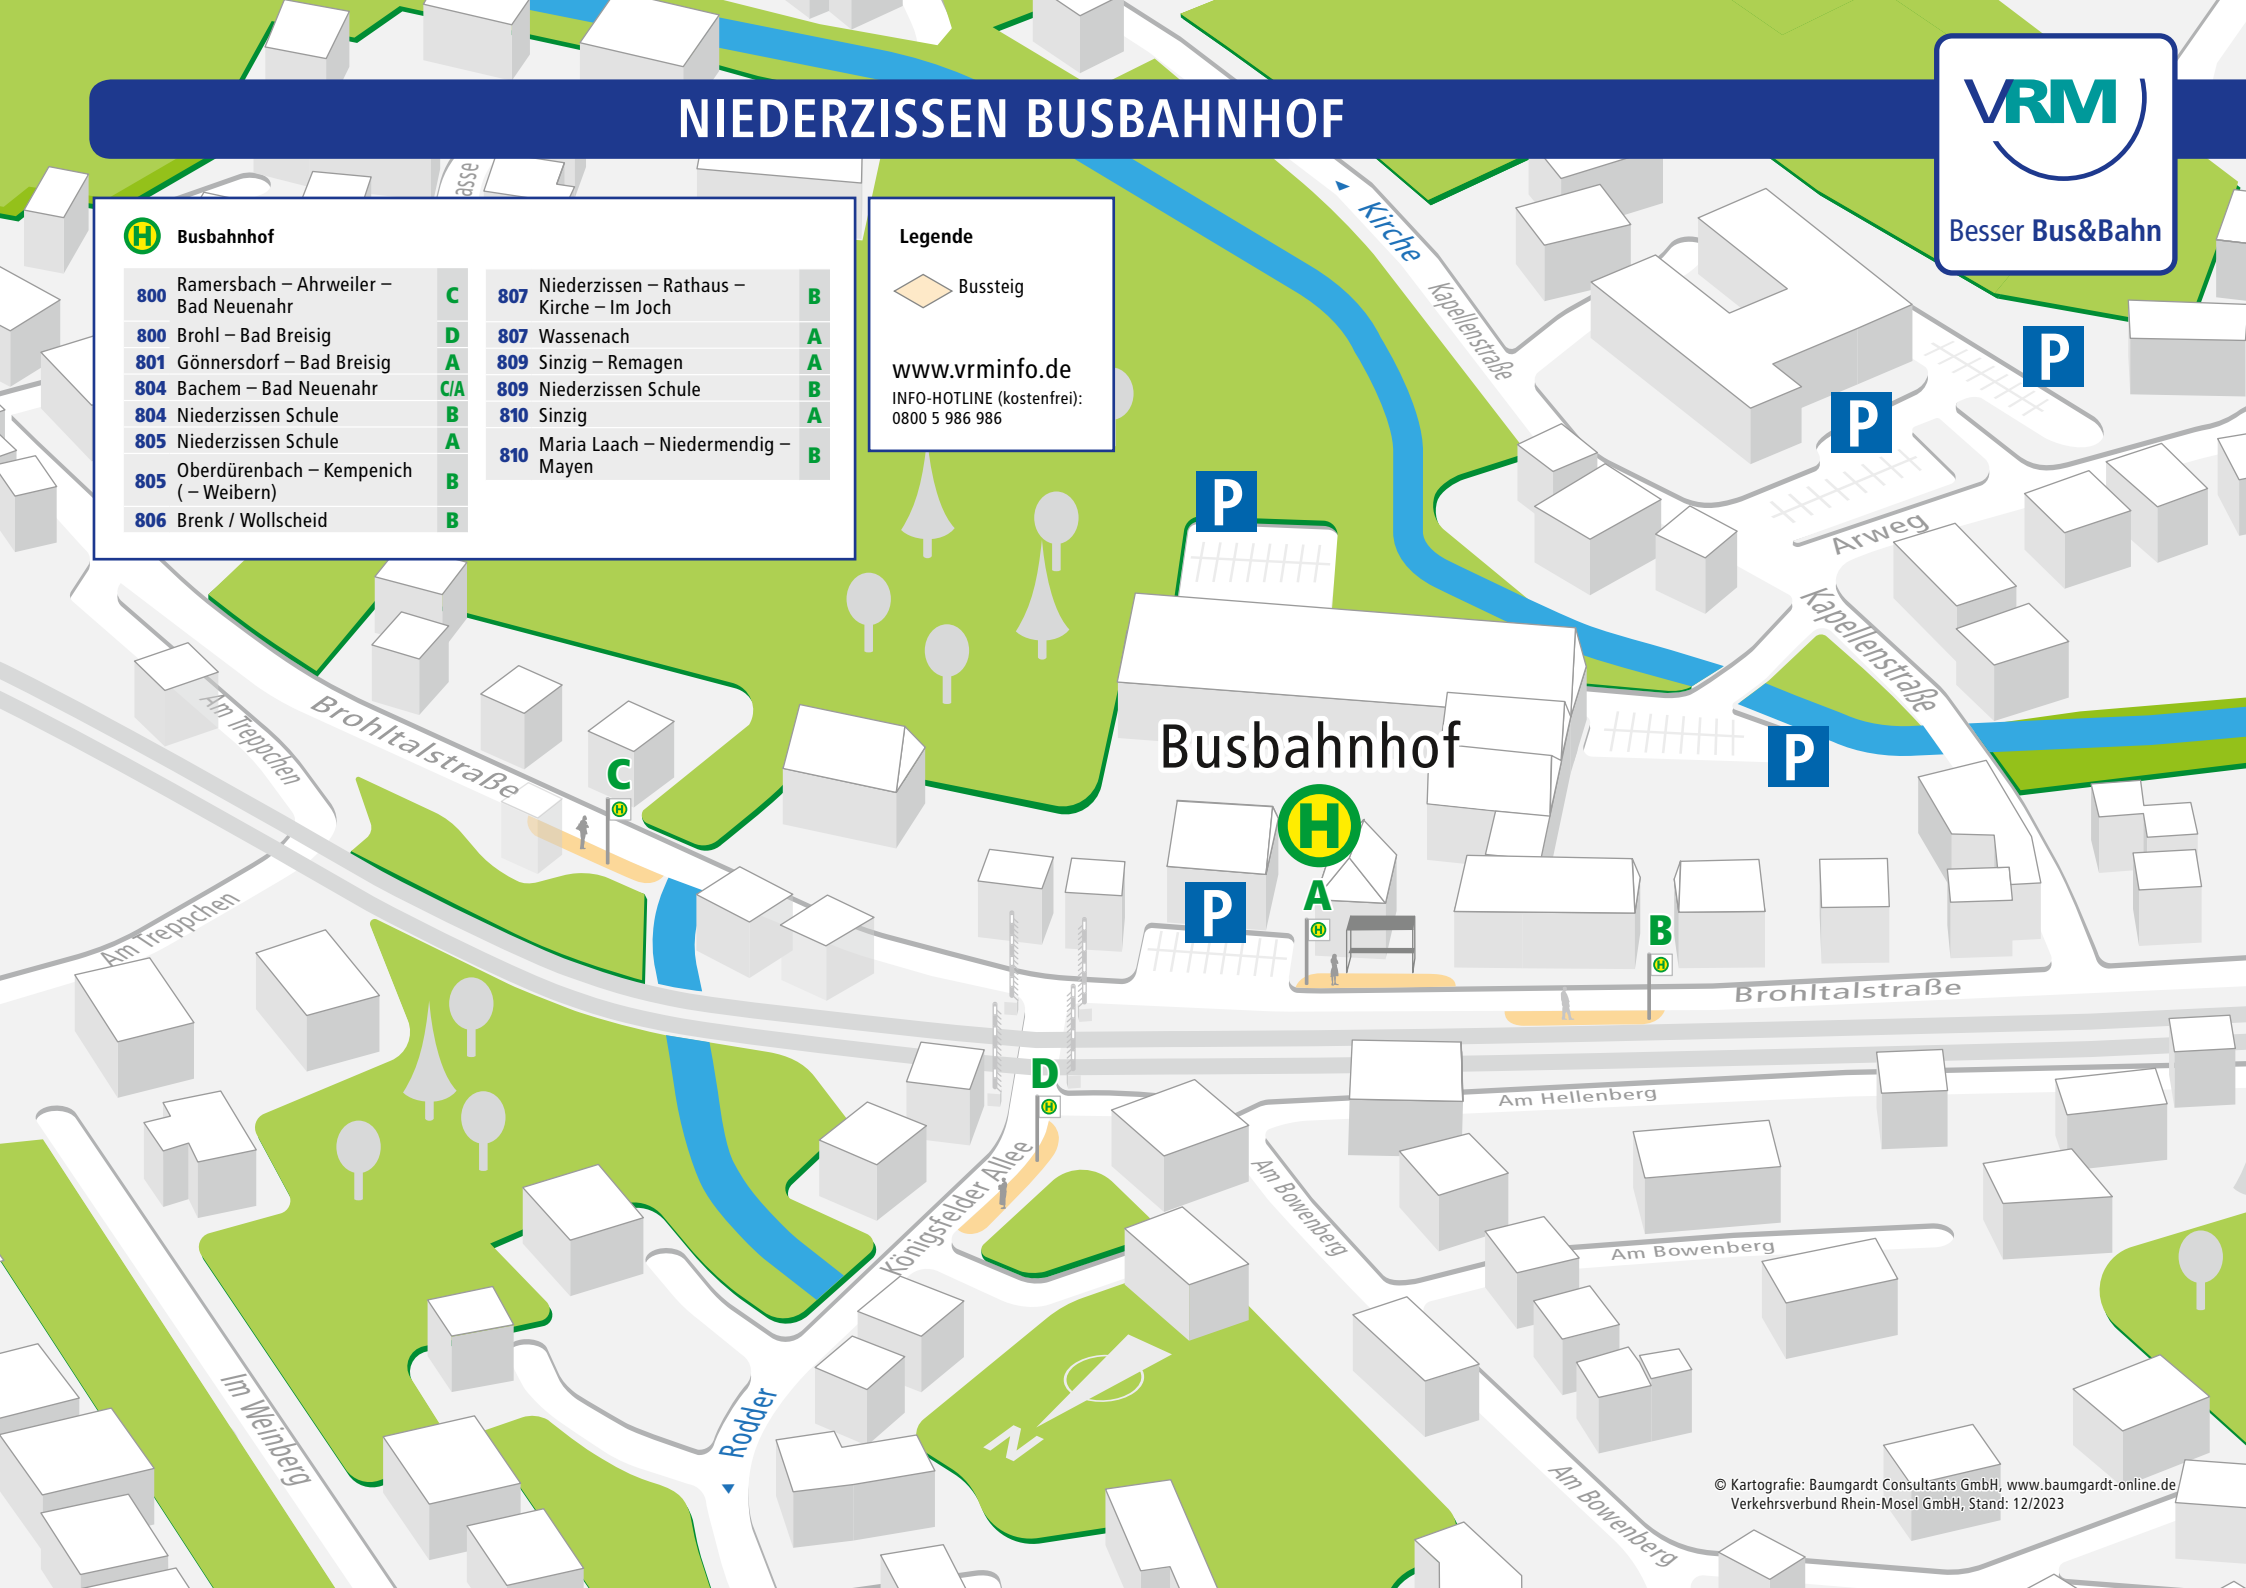 NIEDERZISSEN BUSBAHNHOF
VRM
Besser Bus&Bahn
H Busbahnhof
800 Ramersbach – Ahrweiler –
Bad Neuenahr C
800 Brohl – Bad Breisig D
801 Gönnersdorf – Bad Breisig A
804 Bachem – Bad Neuenahr C/A
804 Niederzissen Schule B
805 Niederzissen Schule A
805 Oberdürenbach – Kempenich
( – Weibern) B
806 Brenk / Wollscheid B
807 Niederzissen – Rathaus –
Kirche – Im Joch B
807 Wassenach A
809 Sinzig – Remagen A
809 Niederzissen Schule B
810 Sinzig A
810 Maria Laach – Niedermendig –
Mayen B
Legende
Bussteig
www.vrminfo.de
INFO-HOTLINE (kostenfrei):
0800 5 986 986
asse
Kirche
Kapellenstraße
P
P
P
Arweg
Kapellenstraße
Am Treppchen
Brohltalstraße
Busbahnhof
H
P
C
H
Am Treppchen
P
A
H
B
H
Brohltalstraße
D
H
Am Hellenberg
Königsfelder Allee
Am Bowenberg
Am Bowenberg
Im Weinberg
Rodder
N
Am Bowenberg
© Kartografie: Baumgardt Consultants GmbH, www.baumgardt-online.de
Verkehrsverbund Rhein-Mosel GmbH, Stand: 12/2023